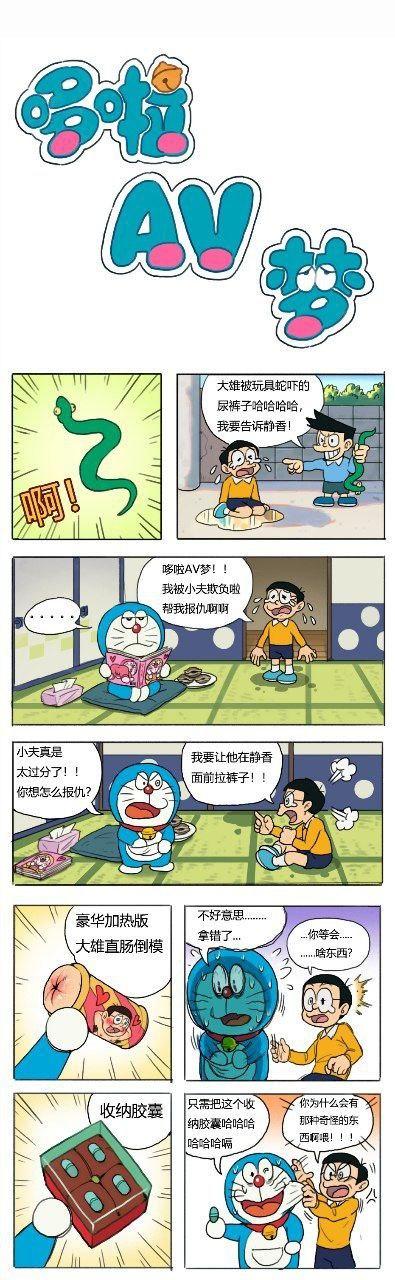 哆啦
AV
梦
啊！
大雄被玩具蛇吓的
尿裤子哈哈哈哈，
我要告诉静香！
......
哆啦AV梦！！
我被小夫欺负啦
帮我报仇啊啊
小夫真是
太过分了！！
你想怎么报仇？
我要让他在静香
面前拉裤子！！
豪华加热版
大雄直肠倒模
不好意思........
拿错了...
...你等会......
......啥东西？
收纳胶囊
只需把这个收
纳胶囊哈哈哈
哈哈哈嗝
你为什么会有
那种奇怪的东
西啊喂！！！